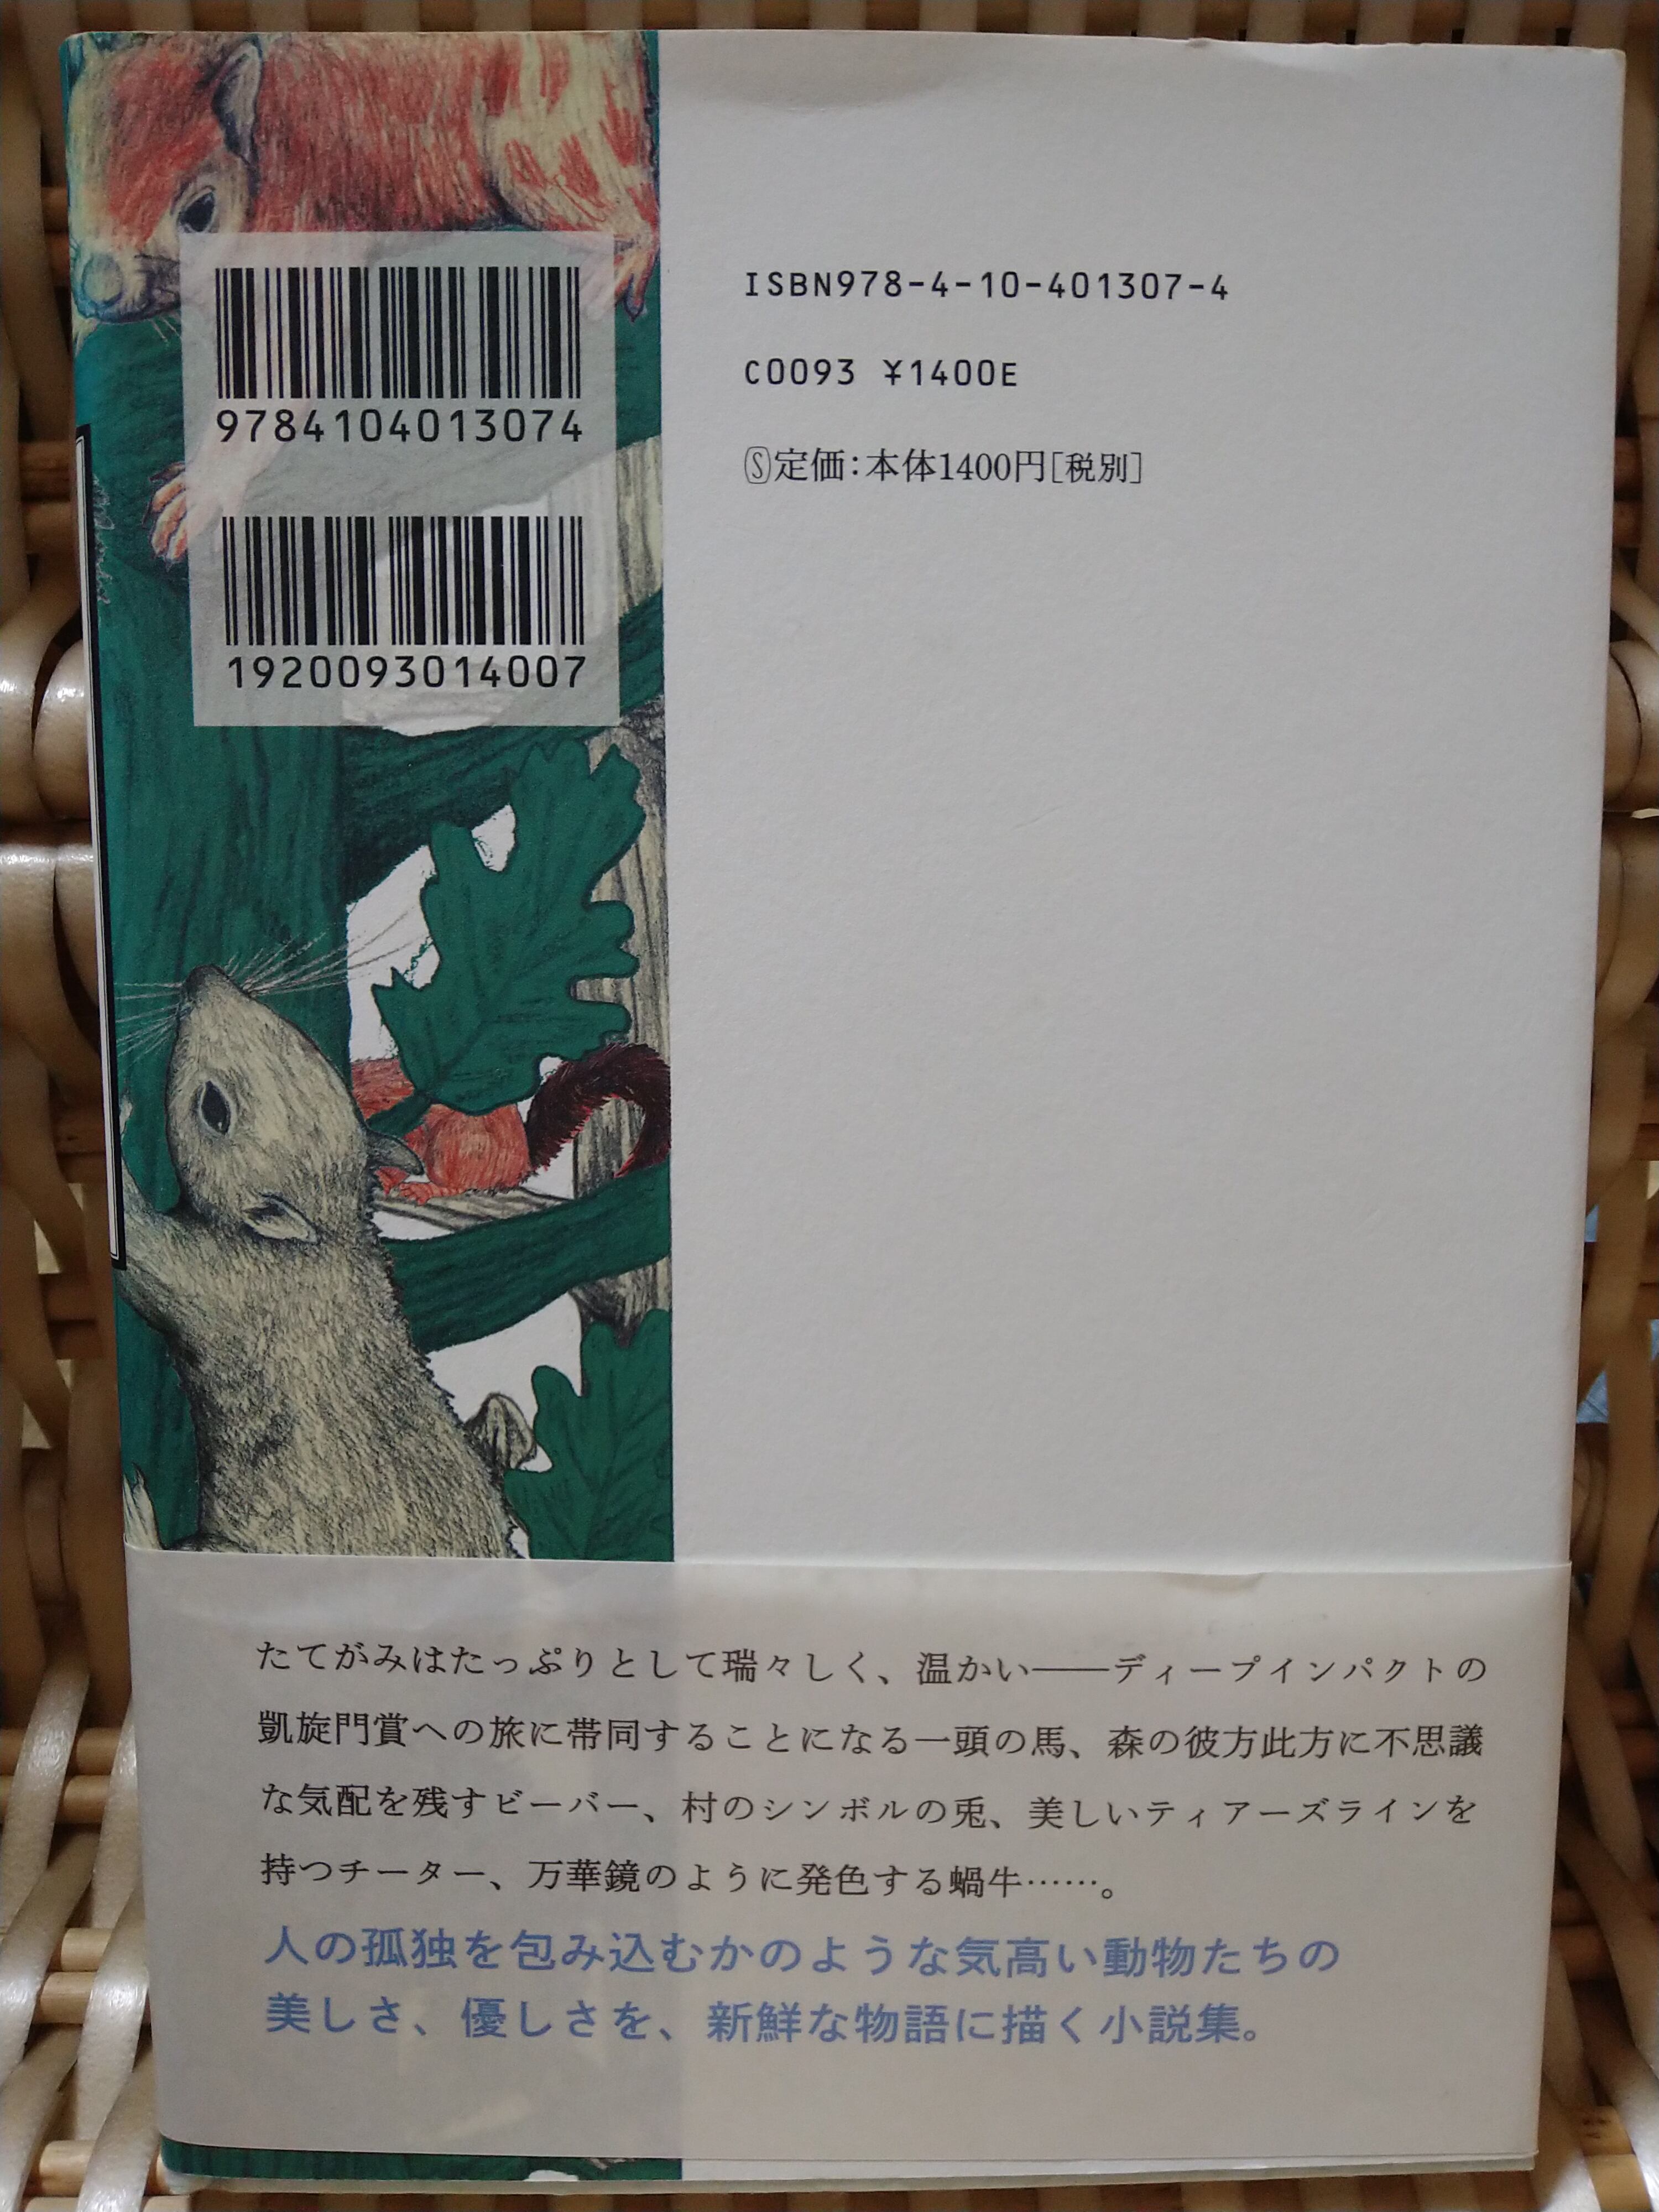 9784104013074
1920093014007
ISBN978-4-10-401307-4
C0093 ¥1400E
Ⓢ定価:本体1400円[税別]
たてがみはたっぷりとして瑞々しく、温かい――ディープインパクトの
凱旋門賞への旅に帯同することになる一頭の馬、森の彼方此方に不思議
な気配を残すビーバー、村のシンボルの兎、美しいティアーズラインを
持つチーター、万華鏡のように発色する蝸牛……。
人の孤独を包み込むかのような気高い動物たちの
美しさ、優しさを、新鮮な物語に描く小説集。